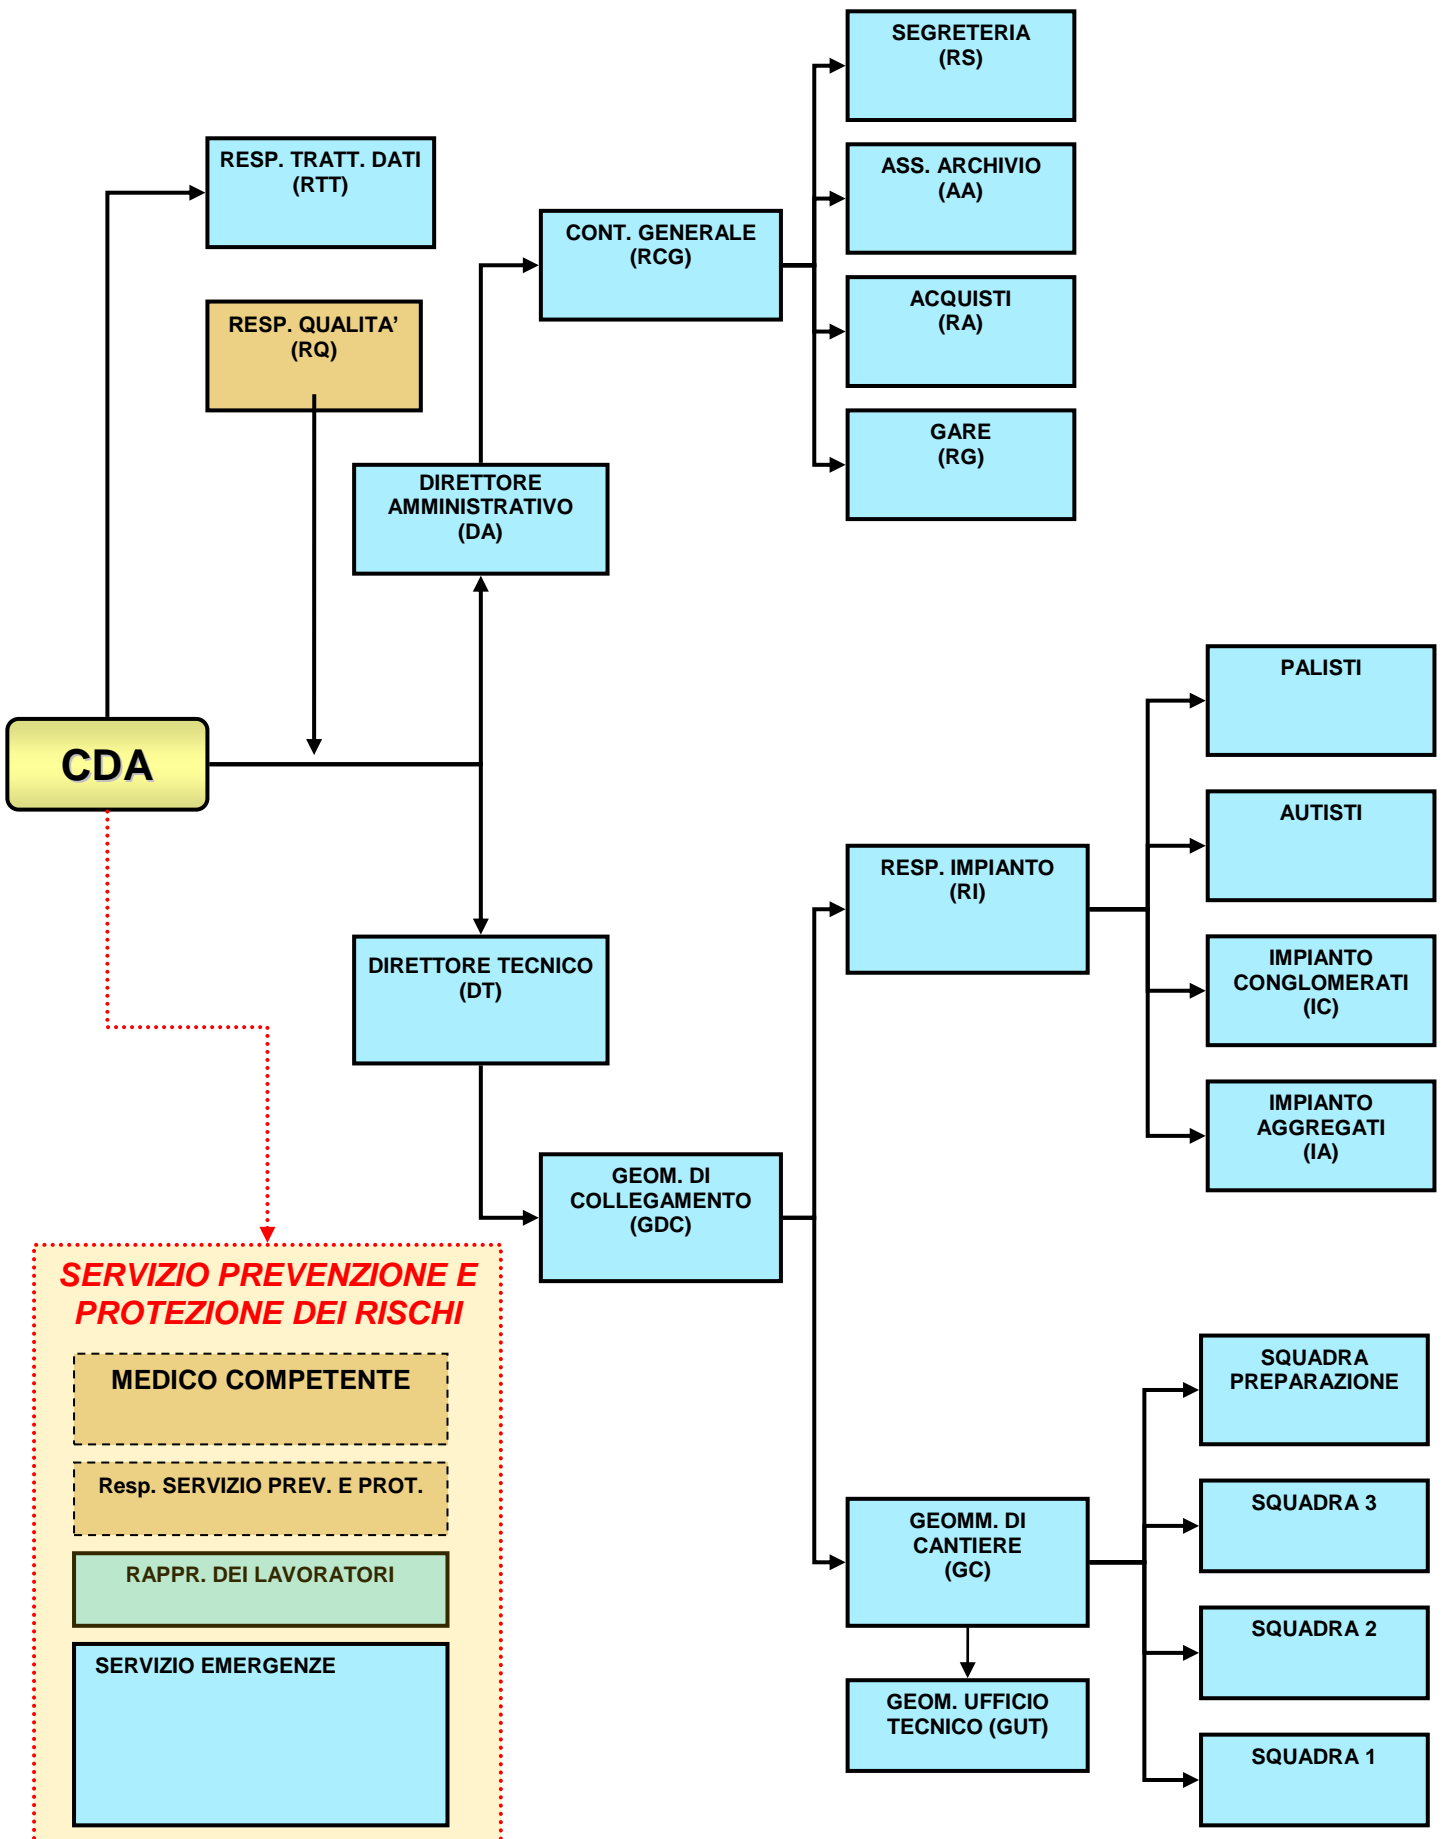 SEGRETERIA
(RS)
RESP. TRATT. DATI
(RTT)
ASS. ARCHIVIO
(AA)
CONT. GENERALE
(RCG)
RESP. QUALITA’
(RQ)
ACQUISTI
(RA)
GARE
(RG)
DIRETTORE
AMMINISTRATIVO
(DA)
PALISTI
CDA
AUTISTI
RESP. IMPIANTO
(RI)
DIRETTORE TECNICO
(DT)
IMPIANTO
CONGLOMERATI
(IC)
IMPIANTO
AGGREGATI
(IA)
GEOM. DI
COLLEGAMENTO
(GDC)
SERVIZIO PREVENZIONE E
PROTEZIONE DEI RISCHI
MEDICO COMPETENTE
Resp. SERVIZIO PREV. E PROT.
RAPPR. DEI LAVORATORI
SERVIZIO EMERGENZE
SQUADRA
PREPARAZIONE
SQUADRA 3
GEOMM. DI
CANTIERE
(GC)
SQUADRA 2
GEOM. UFFICIO
TECNICO (GUT)
SQUADRA 1